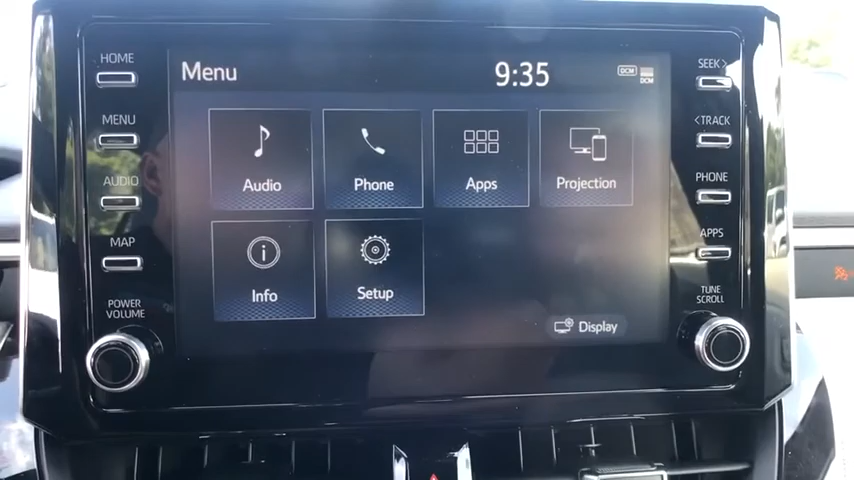 HOME
MENU
AUDIO
MAP
POWER
VOLUME
Menu
9:35
DCM
DCM
Audio
Phone
Apps
Projection
Info
Setup
Display
SEEK>
<TRACK
PHONE
APPS
TUNE
SCROLL